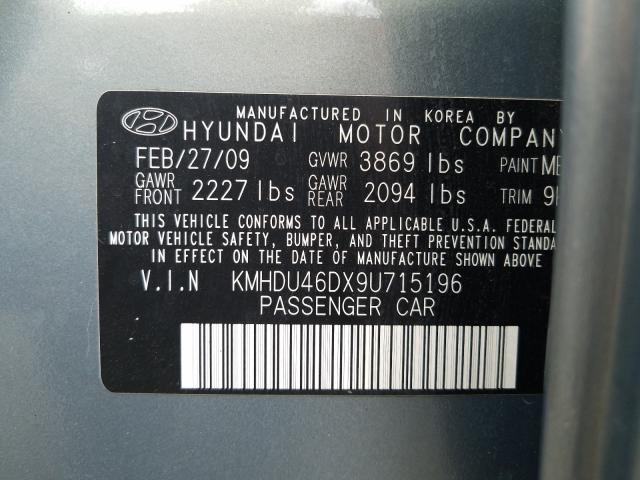 MANUFACTURED IN KOREA BY
HYUNDAI MOTOR COMPANY
FEB/27/09 GVWR 3869 lbs PAINT
GAWR FRONT 2227 lbs GAWR REAR 2094 lbs TRIM
THIS VEHICLE CONFORMS TO ALL APPLICABLE U.S.A. FEDERAL
MOTOR VEHICLE SAFETY, BUMPER, AND THEFT PREVENTION STANDA
IN EFFECT ON THE DATE OF MANUFACTURE SHOWN ABOVE
V.I.N KMHDU46DX9U715196
PASSENGER CAR